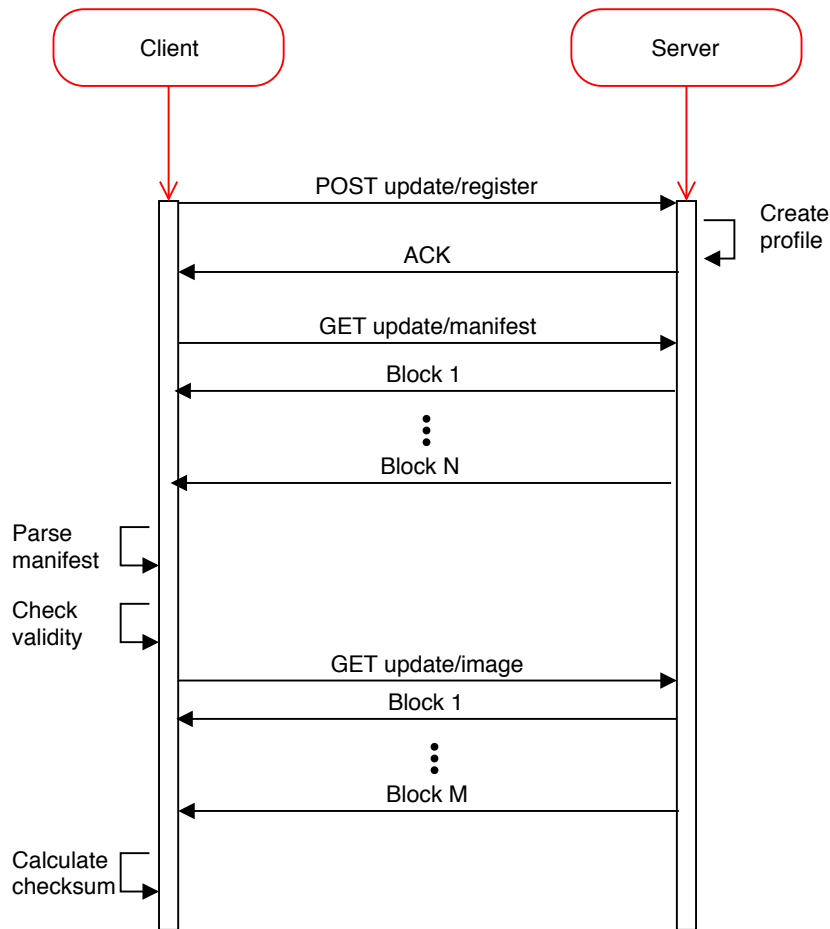 Client
Server
POST update/register
Create
profile
ACK
GET update/manifest
Block 1
Block N
Parse
manifest
Check
validity
GET update/image
Block 1
Block M
Calculate
checksum